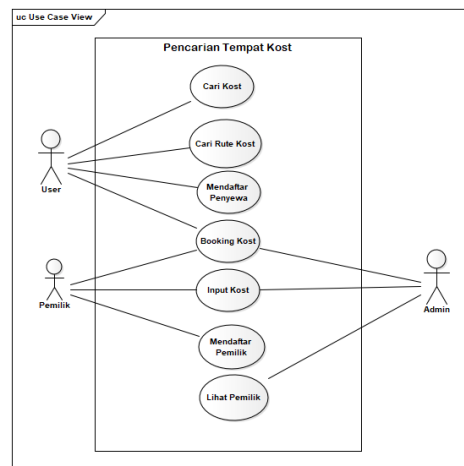 uc Use Case View
Pencarian Tempat Kost
Cari Kost
Cari Rute Kost
User
Mendaftar
Penyewa
Booking Kost
Pemilik
Input Kost
Admin
Mendaftar
Pemilik
Lihat Pemilik